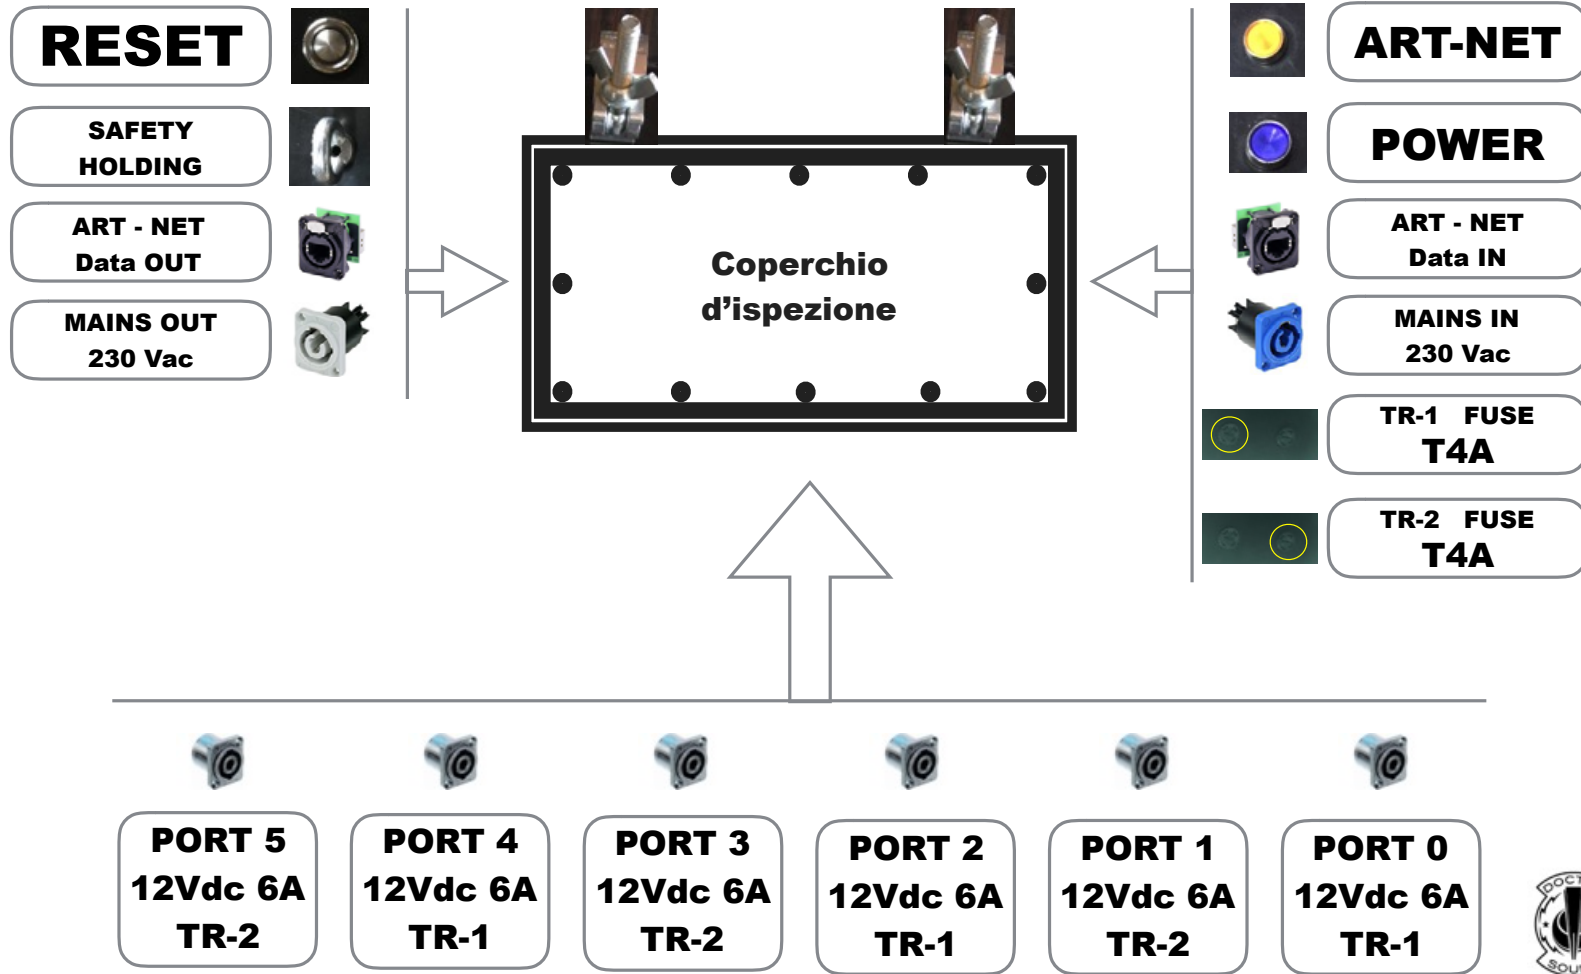 RESET
SAFETY
HOLDING
ART - NET
Data OUT
MAINS OUT
230 Vac
Coperchio
d’ispezione
ART-NET
POWER
ART - NET
Data IN
MAINS IN
230 Vac
TR-1 FUSE
T4A
TR-2 FUSE
T4A
PORT 5
12Vdc 6A
TR-2
PORT 4
12Vdc 6A
TR-1
PORT 3
12Vdc 6A
TR-2
PORT 2
12Vdc 6A
TR-1
PORT 1
12Vdc 6A
TR-2
PORT 0
12Vdc 6A
TR-1